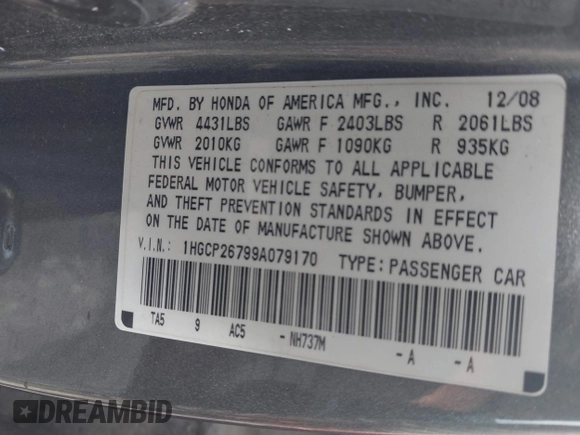 MFD. BY HONDA OF AMERICA MFG., INC. 12/08
GVWR 4431LBS GAWR F 2403LBS R 2061LBS
GVWR 2010KG GAWR F 1090KG R 935KG
THIS VEHICLE CONFORMS TO ALL APPLICABLE
FEDERAL MOTOR VEHICLE SAFETY, BUMPER,
AND THEFT PREVENTION STANDARDS IN EFFECT
ON THE DATE OF MANUFACTURE SHOWN ABOVE.
V.I.N.: 1HGCP26799A079170 TYPE: PASSENGER CAR
TA5 9 AC5 -NH737M -A -A
DREAMBID